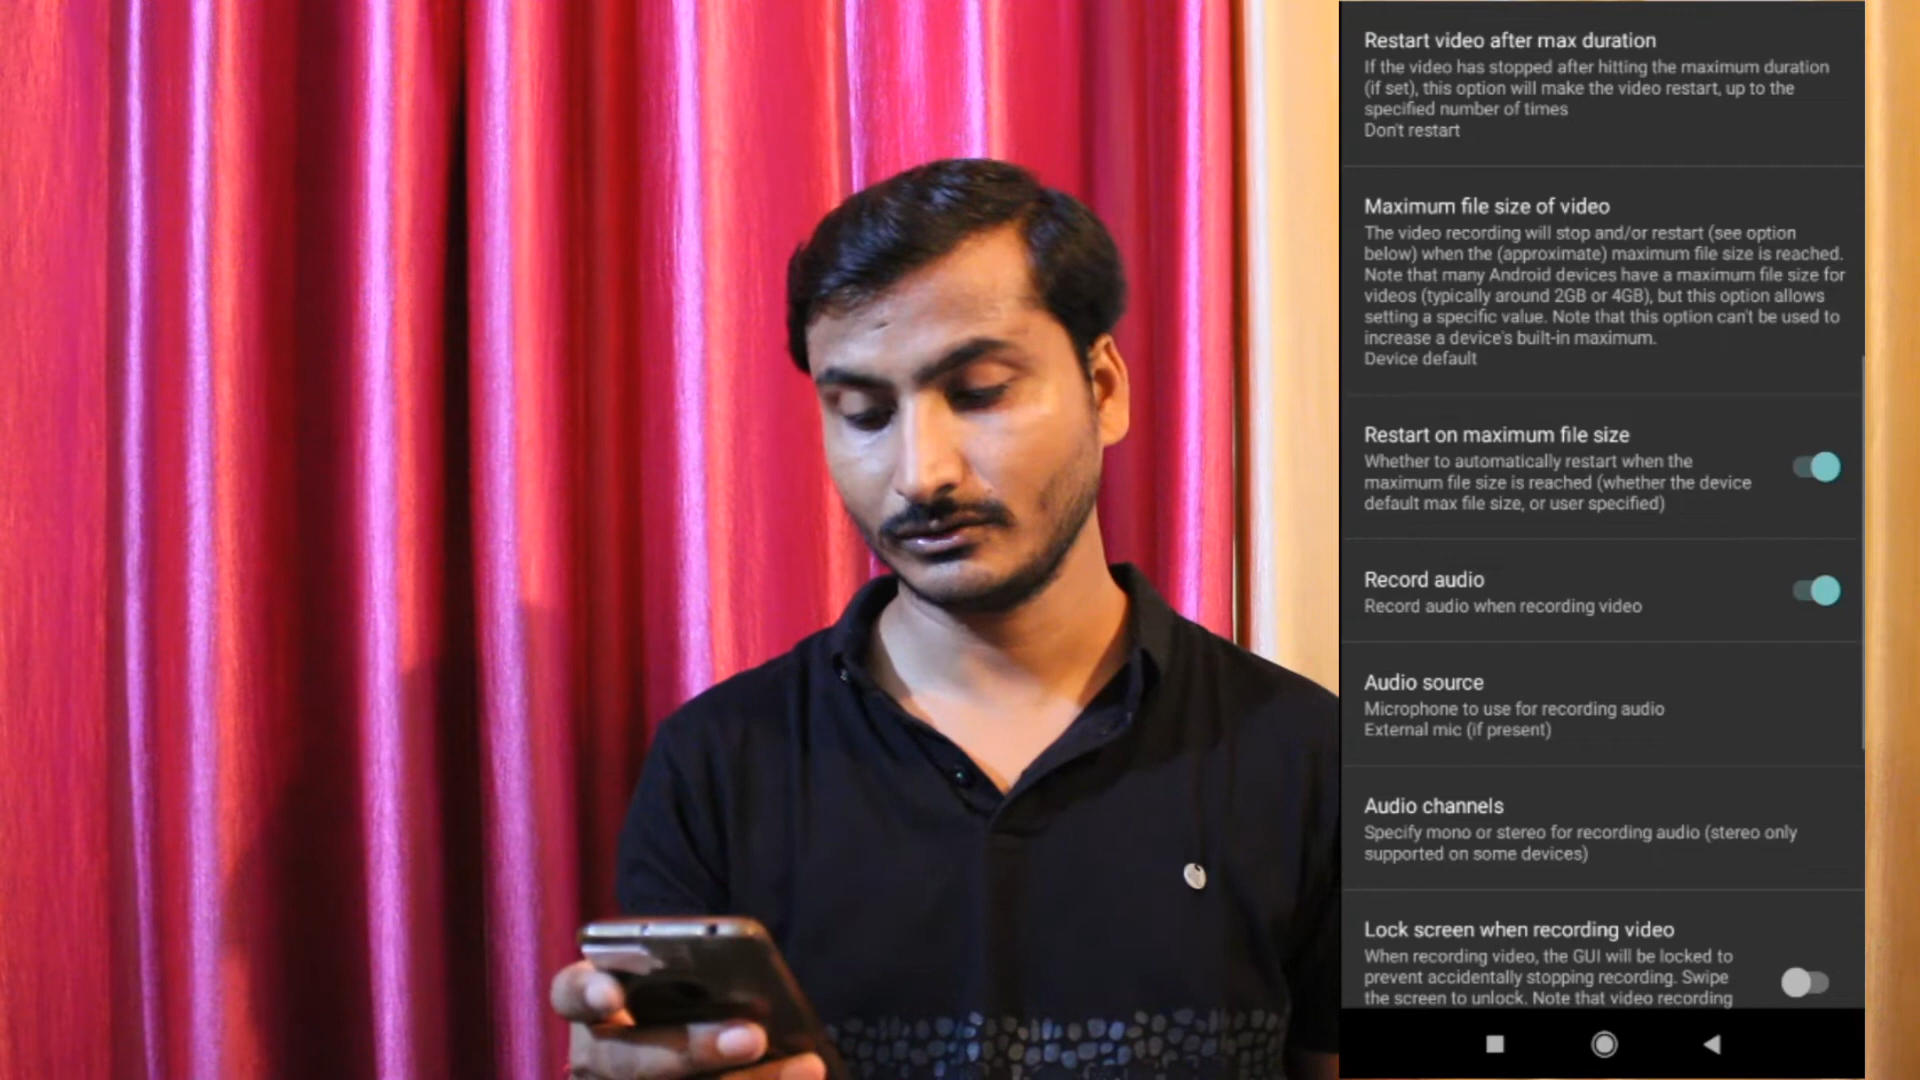 Restart video after max duration
If the video has stopped after hitting the maximum duration
(if set), this option will make the video restart, up to the
specified number of times
Don't restart
Maximum file size of video
The video recording will stop and/or restart (see option
below) when the (approximate) maximum file size is reached.
Note that many Android devices have a maximum file size for
videos (typically around 2GB or 4GB), but this option allows
setting a specific value. Note that this option can't be used to
increase a device's built-in maximum.
Device default
Restart on maximum file size
Whether to automatically restart when the
maximum file size is reached (whether the device
default max file size, or user specified)
Record audio
Record audio when recording video
Audio source
Microphone to use for recording audio
External mic (if present)
Audio channels
Specify mono or stereo for recording audio (stereo only
supported on some devices)
Lock screen when recording video
When recording video, the GUI will be locked to
prevent accidentally stopping recording. Swipe
the screen to unlock. Note that video recording